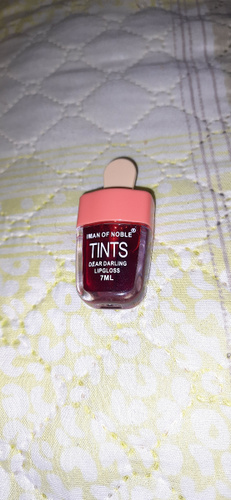 IMAN OF NOBLE®
TINTS
DEAR DARLING
LIPGLOSS
7ML